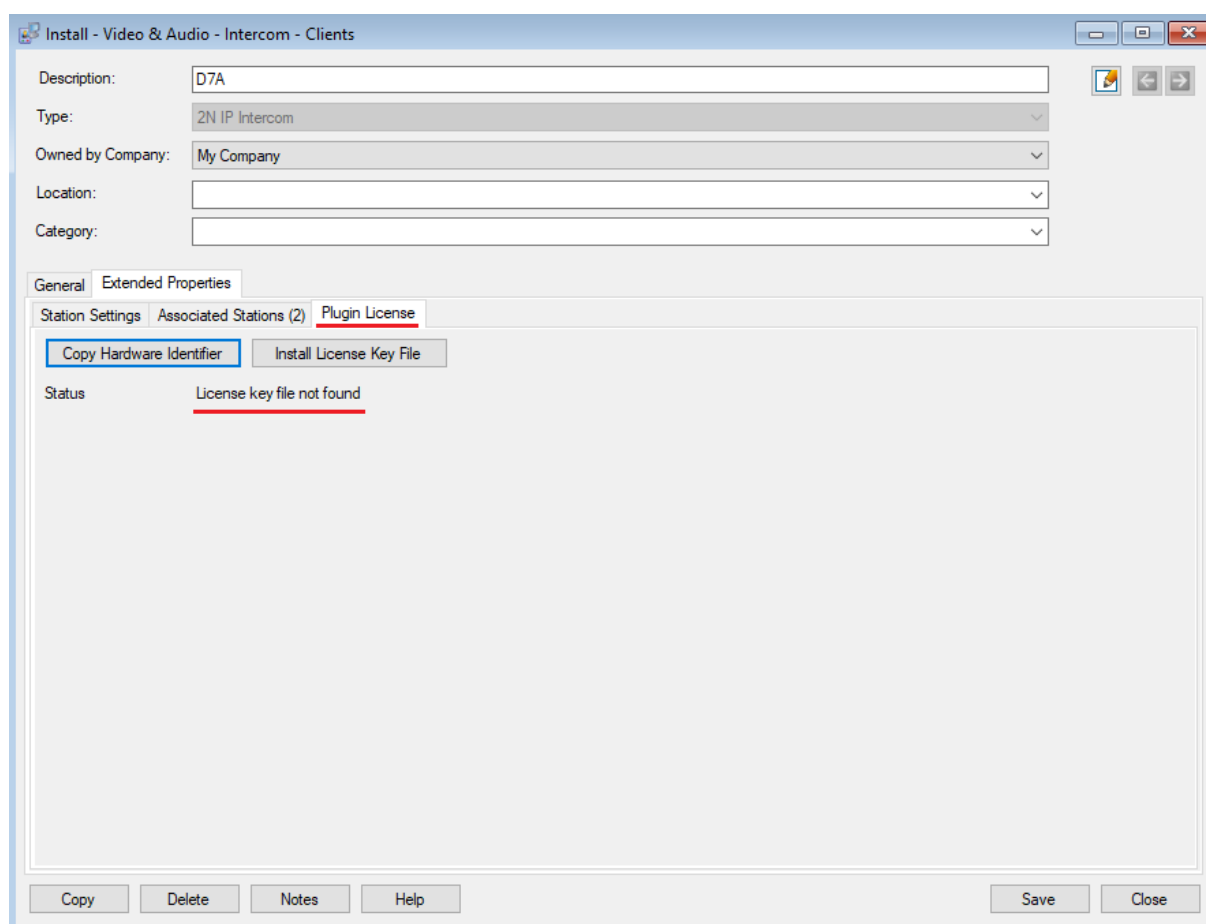 Install - Video & Audio - Intercom - Clients
Description: D7A
Type: 2N IP Intercom
Owned by Company: My Company
Location:
Category:
General Extended Properties
Station Settings Associated Stations (2) Plugin License
Copy Hardware Identifier Install License Key File
Status License key file not found
Copy Delete Notes Help Save Close